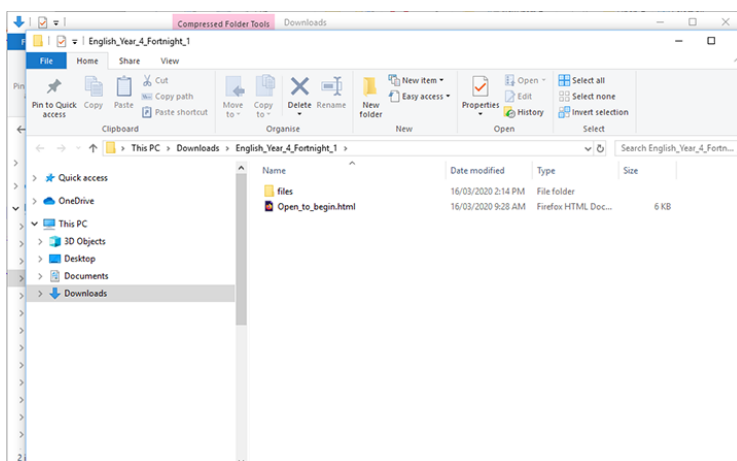 Compressed Folder Tools Downloads
English_Year_4_Fortnight_1
File Home Share View
Pin to Quick access
Copy
Paste
Cut
Copy path
Paste shortcut
Clipboard
Move to
Copy to
Delete
Rename
Organise
New folder
New item
Easy access
New
Properties
Open
Edit
History
Open
Select all
Select none
Invert selection
Select
This PC > Downloads > English_Year_4_Fortnight_1 >
Search English_Year_4_Fortn...
Quick access
OneDrive
This PC
3D Objects
Desktop
Documents
Downloads
Name Date modified Type Size
files 16/03/2020 2:14 PM File folder
Open_to_begin.html 16/03/2020 9:28 AM Firefox HTML Doc... 6 KB